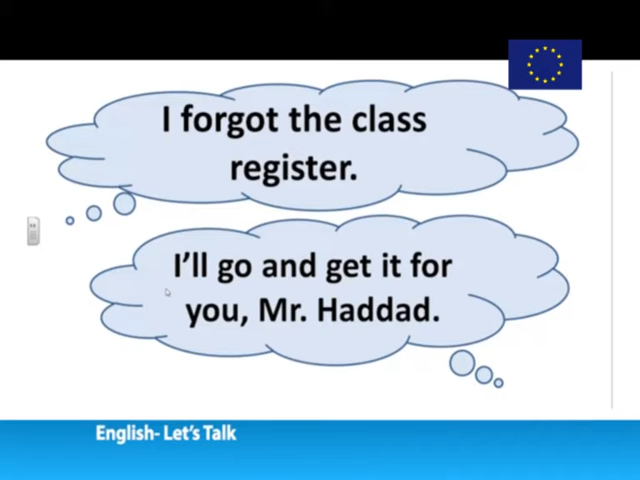 I forgot the class
register.
I'll go and get it for
you, Mr. Haddad.
English- Let's Talk